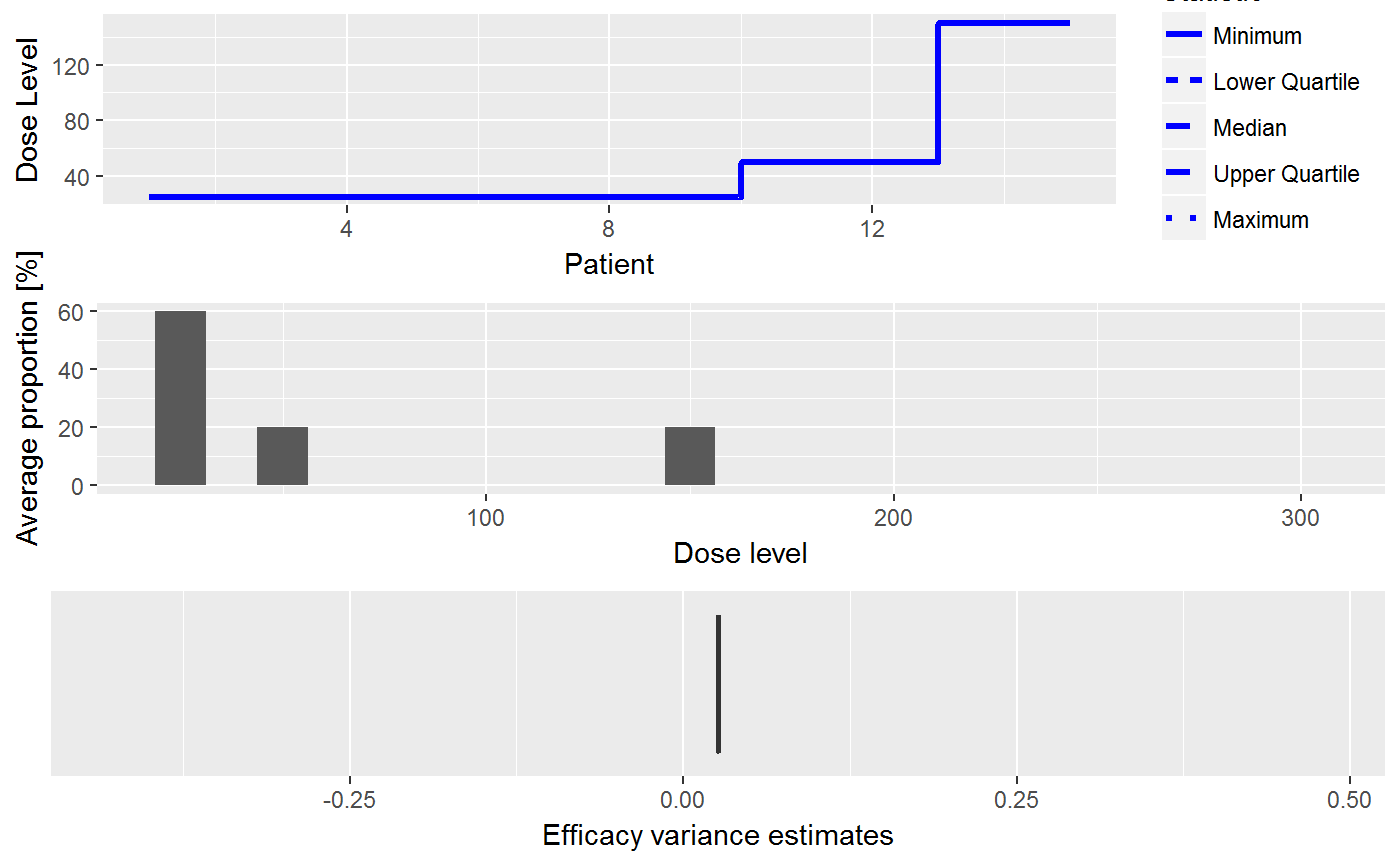 Dose Level
120
80
40
4
8
12
Patient
Minimum
Lower Quartile
Median
Upper Quartile
Maximum
Average proportion [%]
60
40
20
0
100
200
300
Dose level
-0.25
0.00
0.25
0.50
Efficacy variance estimates